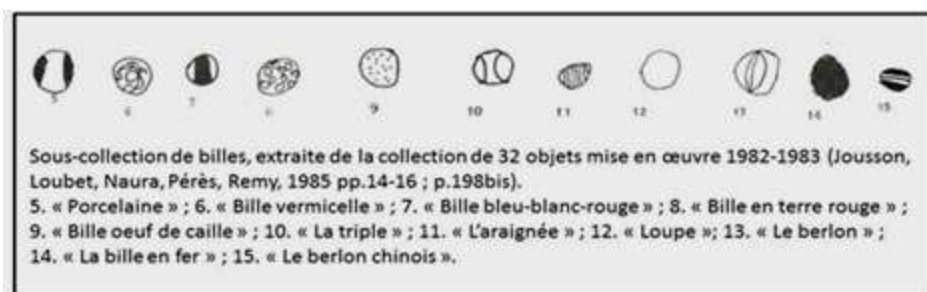 5 6 7 8 9 10 11 12 13 14 15
Sous-collection de billes, extraite de la collection de 32 objets mise en œuvre 1982-1983 (Jousson,
Loubet, Naura, Pérès, Remy, 1985 pp.14-16 ; p.198bis).
5. « Porcelaine » ; 6. « Bille vermicelle » ; 7. « Bille bleu-blanc-rouge » ; 8. « Bille en terre rouge » ;
9. « Bille oeuf de caille » ; 10. « La triple » ; 11. « L’araignée » ; 12. « Loupe »; 13. « Le berlon » ;
14. « La bille en fer » ; 15. « Le berlon chinois ».